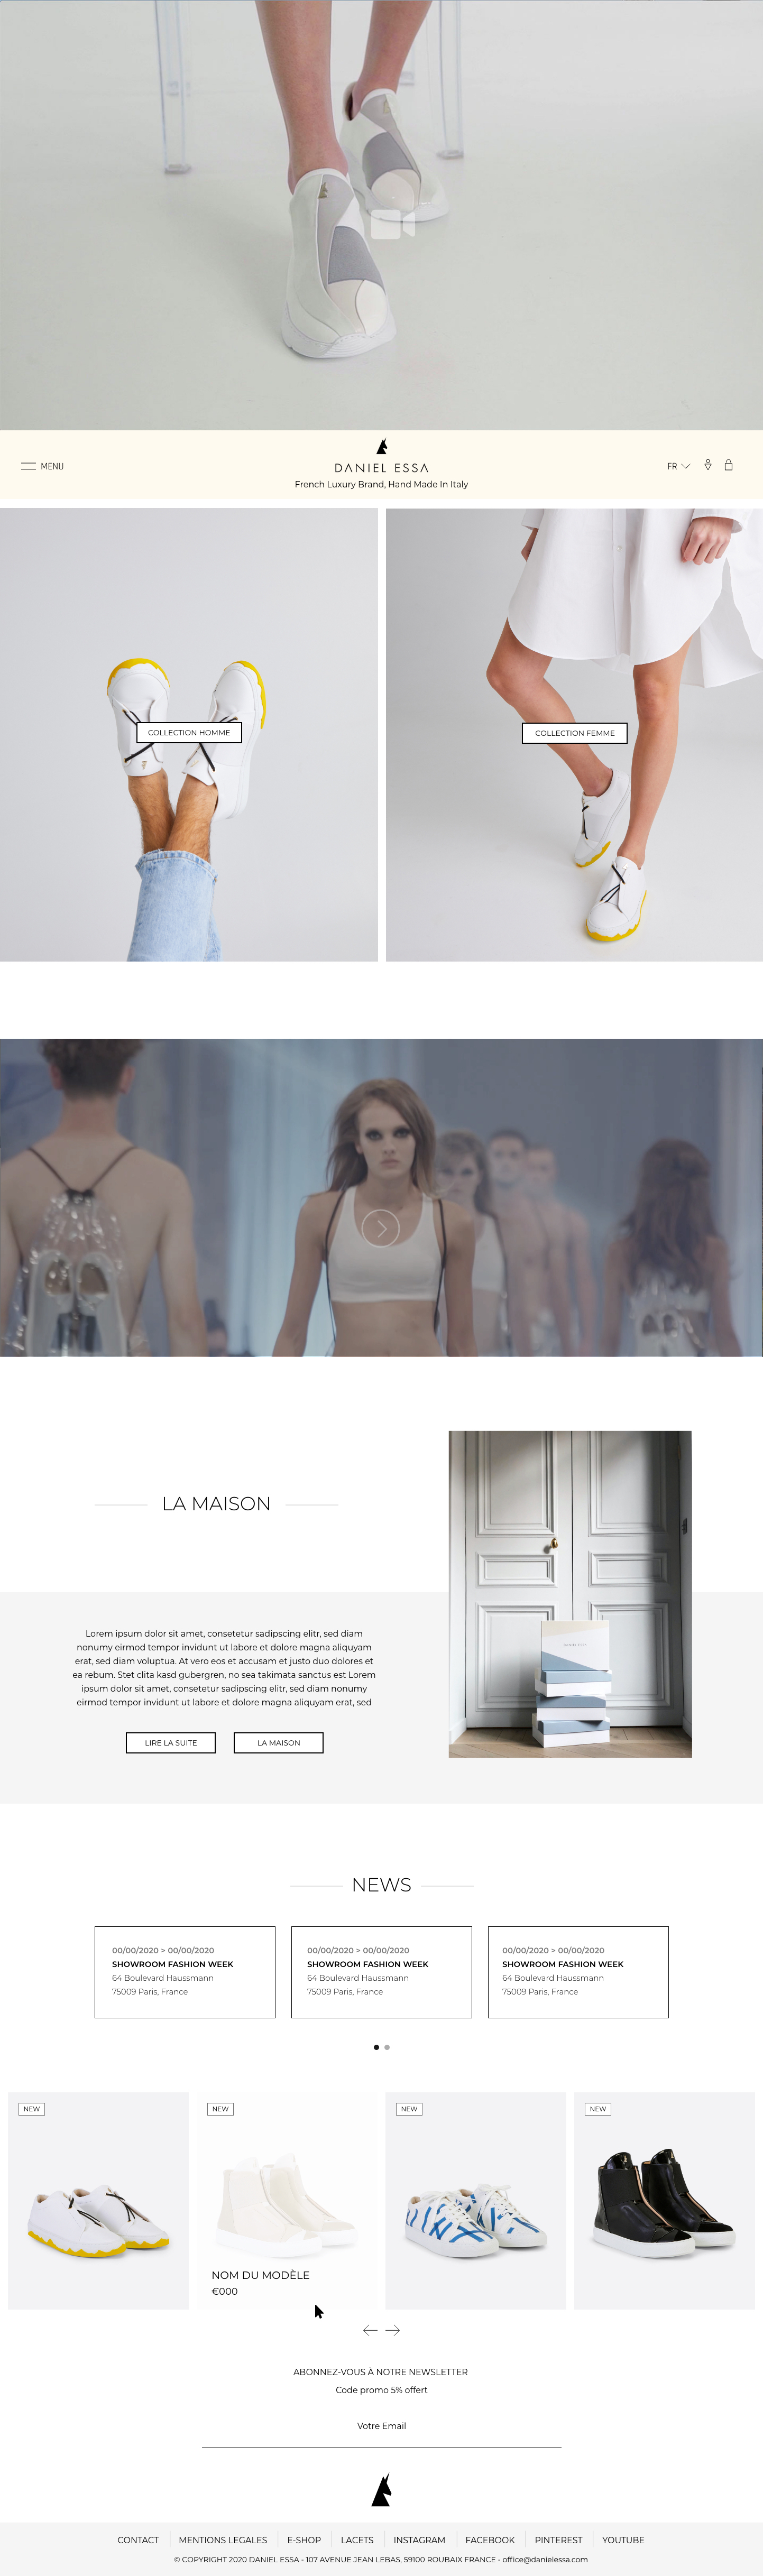 MENU
DANIEL ESSA
French Luxury Brand, Hand Made In Italy
FR
COLLECTION HOMME
COLLECTION FEMME
LA MAISON
Lorem ipsum dolor sit amet, consetetur sadipscing elitr, sed diam
nonumy eirmod tempor invidunt ut labore et dolore magna aliquyam
erat, sed diam voluptua. At vero eos et accusam et justo duo dolores et
ea rebum. Stet clita kasd gubergren, no sea takimata sanctus est Lorem
ipsum dolor sit amet, consetetur sadipscing elitr, sed diam nonumy
eirmod tempor invidunt ut labore et dolore magna aliquyam erat, sed
LIRE LA SUITE
LA MAISON
DANIEL ESSA
NEWS
00/00/2020 > 00/00/2020
SHOWROOM FASHION WEEK
64 Boulevard Haussmann
75009 Paris, France
00/00/2020 > 00/00/2020
SHOWROOM FASHION WEEK
64 Boulevard Haussmann
75009 Paris, France
00/00/2020 > 00/00/2020
SHOWROOM FASHION WEEK
64 Boulevard Haussmann
75009 Paris, France
NEW
NEW
NOM DU MODÈLE
€000
NEW
NEW
ABONNEZ-VOUS À NOTRE NEWSLETTER
Code promo 5% offert
Votre Email
CONTACT MENTIONS LEGALES E-SHOP LACETS INSTAGRAM FACEBOOK PINTEREST YOUTUBE
© COPYRIGHT 2020 DANIEL ESSA - 107 AVENUE JEAN LEBAS, 59100 ROUBAIX FRANCE - office@danielessa.com